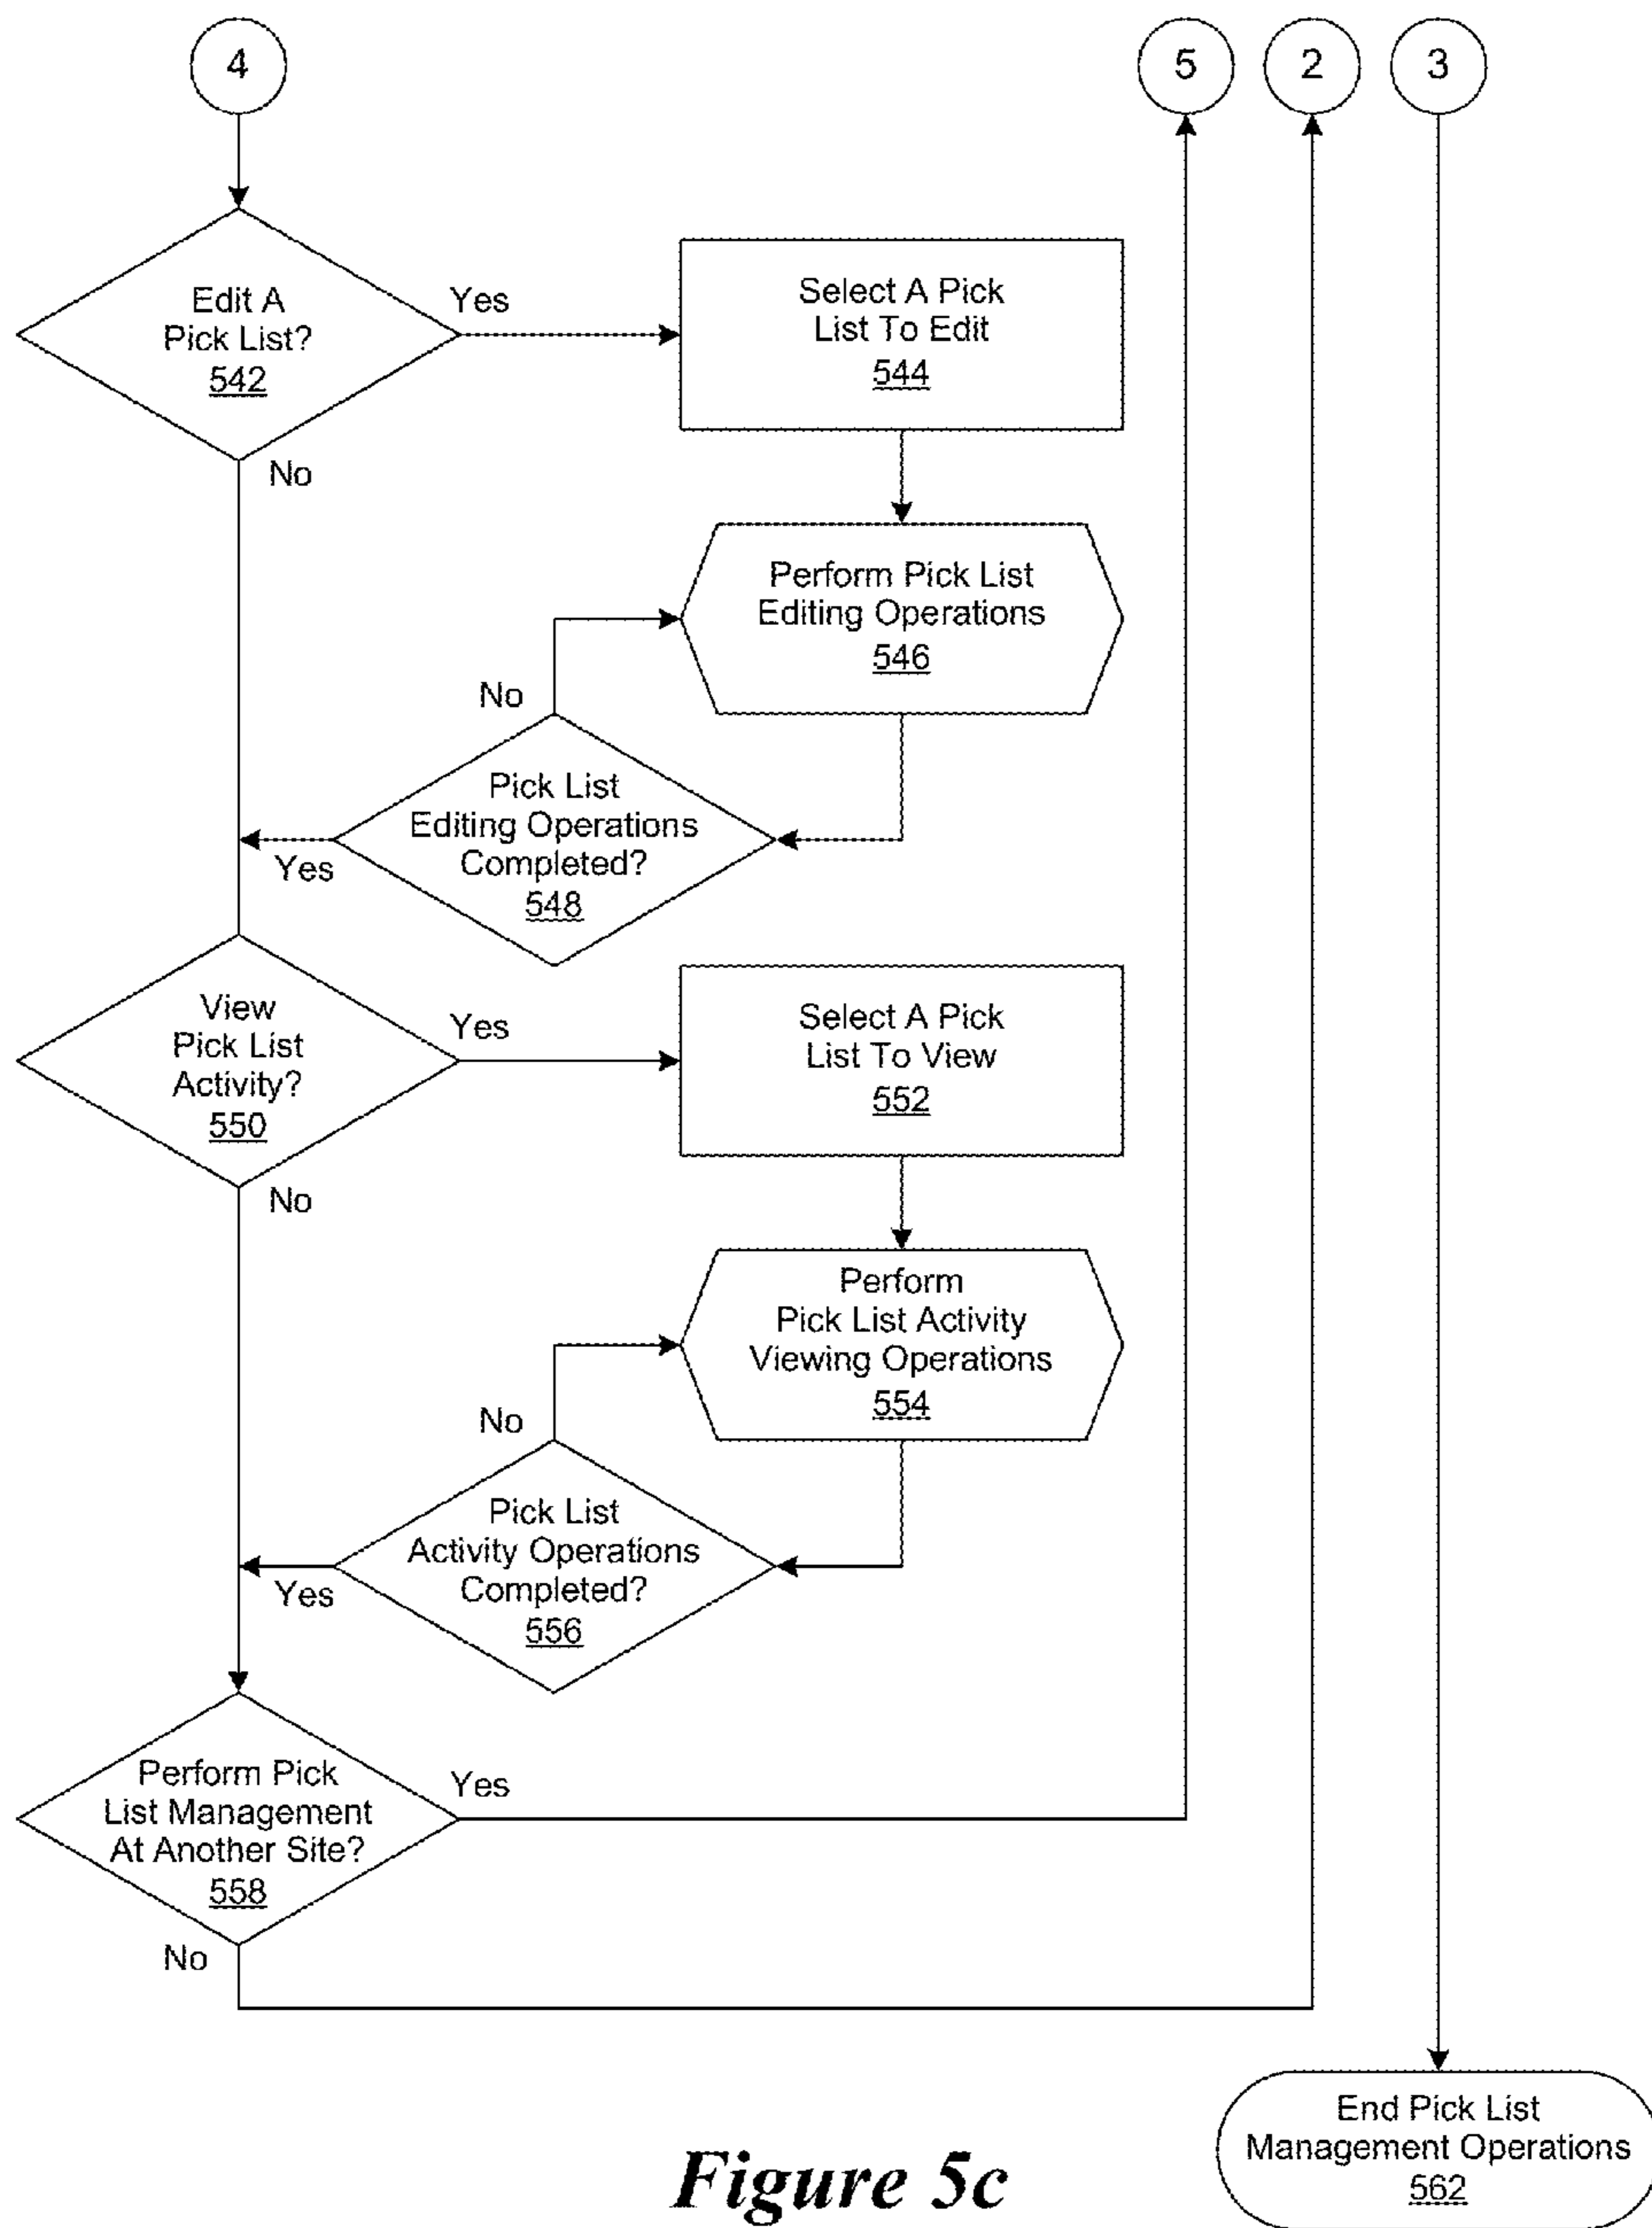 4
5
2
3
Edit A
Pick List?
542
Yes
No
Select A Pick
List To Edit
544
Perform Pick List
Editing Operations
546
No
Pick List
Editing Operations
Completed?
548
Yes
View
Pick List
Activity?
550
Yes
No
Select A Pick
List To View
552
Perform
Pick List Activity
Viewing Operations
554
No
Pick List
Activity Operations
Completed?
556
Yes
Perform Pick
List Management
At Another Site?
558
Yes
No
End Pick List
Management Operations
562
Figure 5c